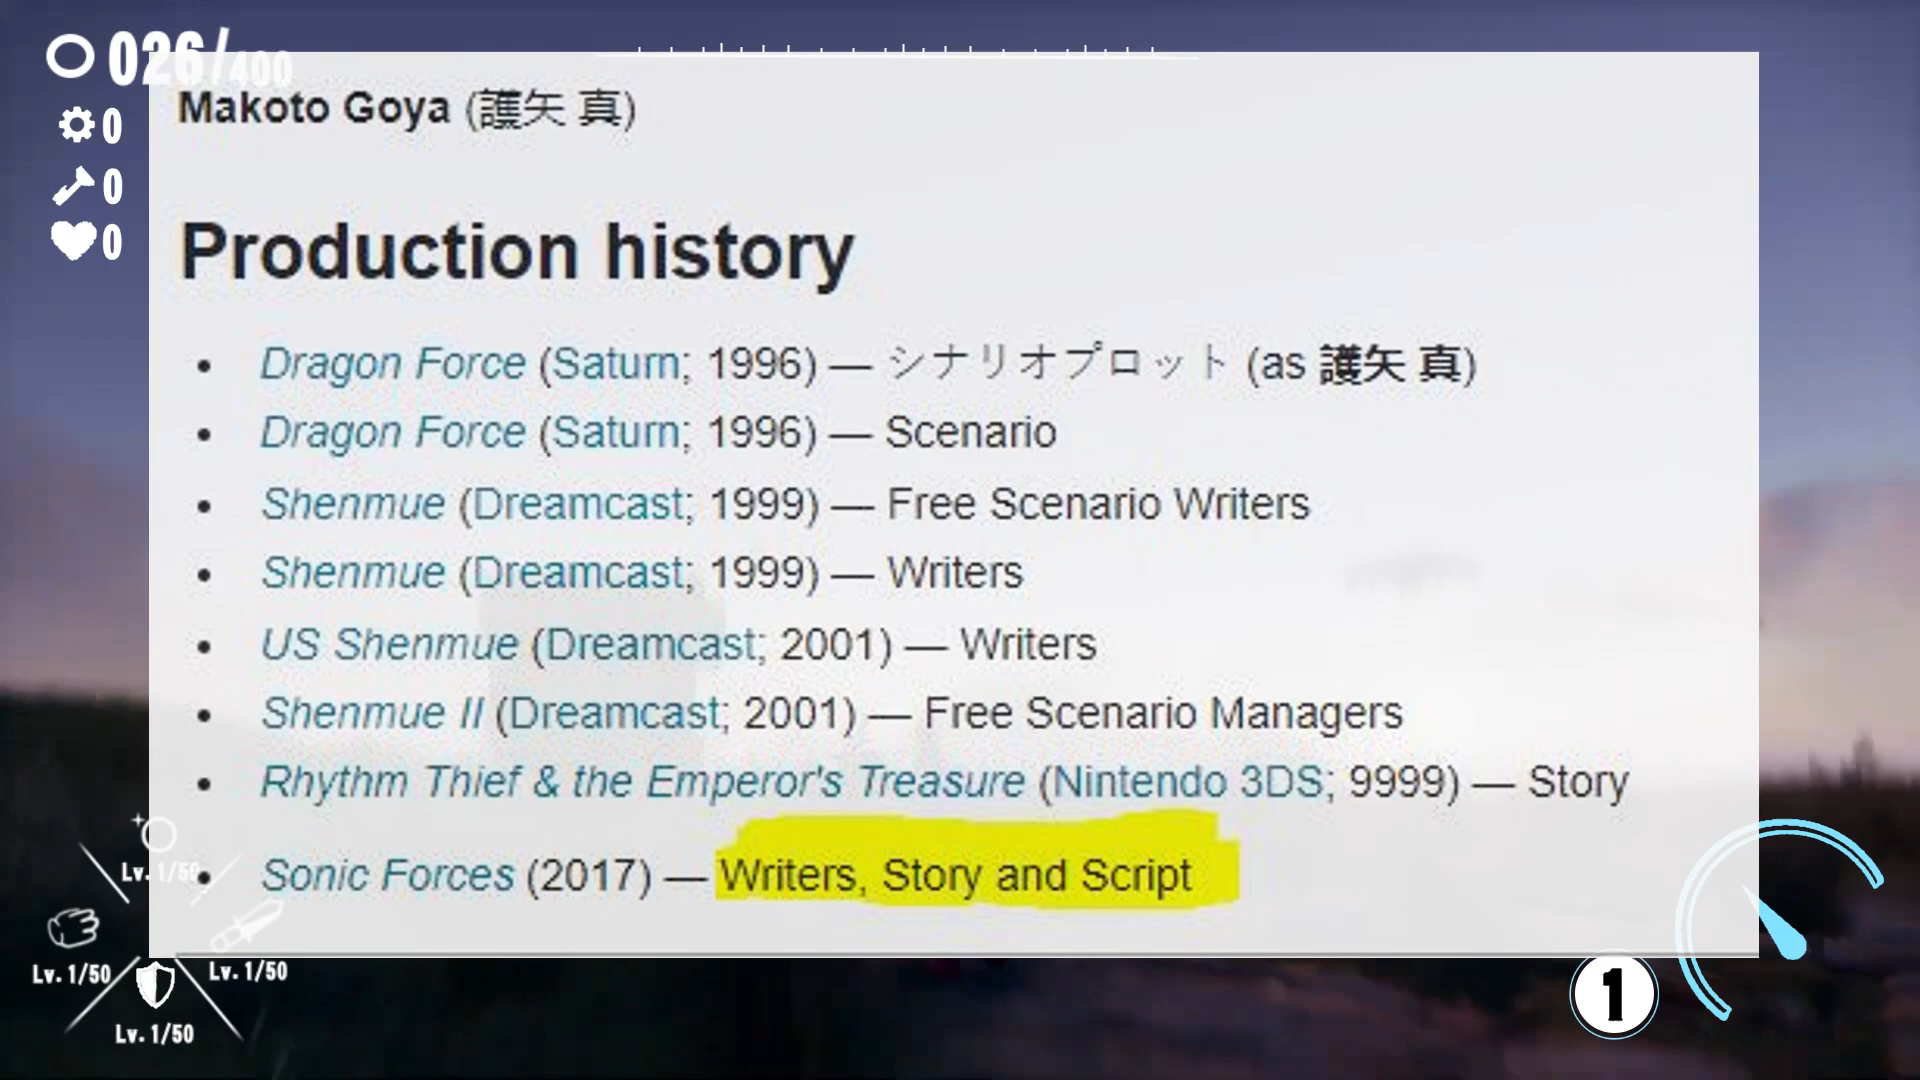 026/400
0
0
0
Makoto Goya (護矢 真)
Production history
• Dragon Force (Saturn; 1996) — シナリオプロット (as 護矢 真)
• Dragon Force (Saturn; 1996) — Scenario
• Shenmue (Dreamcast; 1999) — Free Scenario Writers
• Shenmue (Dreamcast; 1999) — Writers
• US Shenmue (Dreamcast; 2001) — Writers
• Shenmue II (Dreamcast; 2001) — Free Scenario Managers
• Rhythm Thief & the Emperor's Treasure (Nintendo 3DS; 9999) — Story
• Sonic Forces (2017) — Writers, Story and Script
Lv. 1/50
Lv. 1/50
Lv. 1/50
Lv. 1/50
1